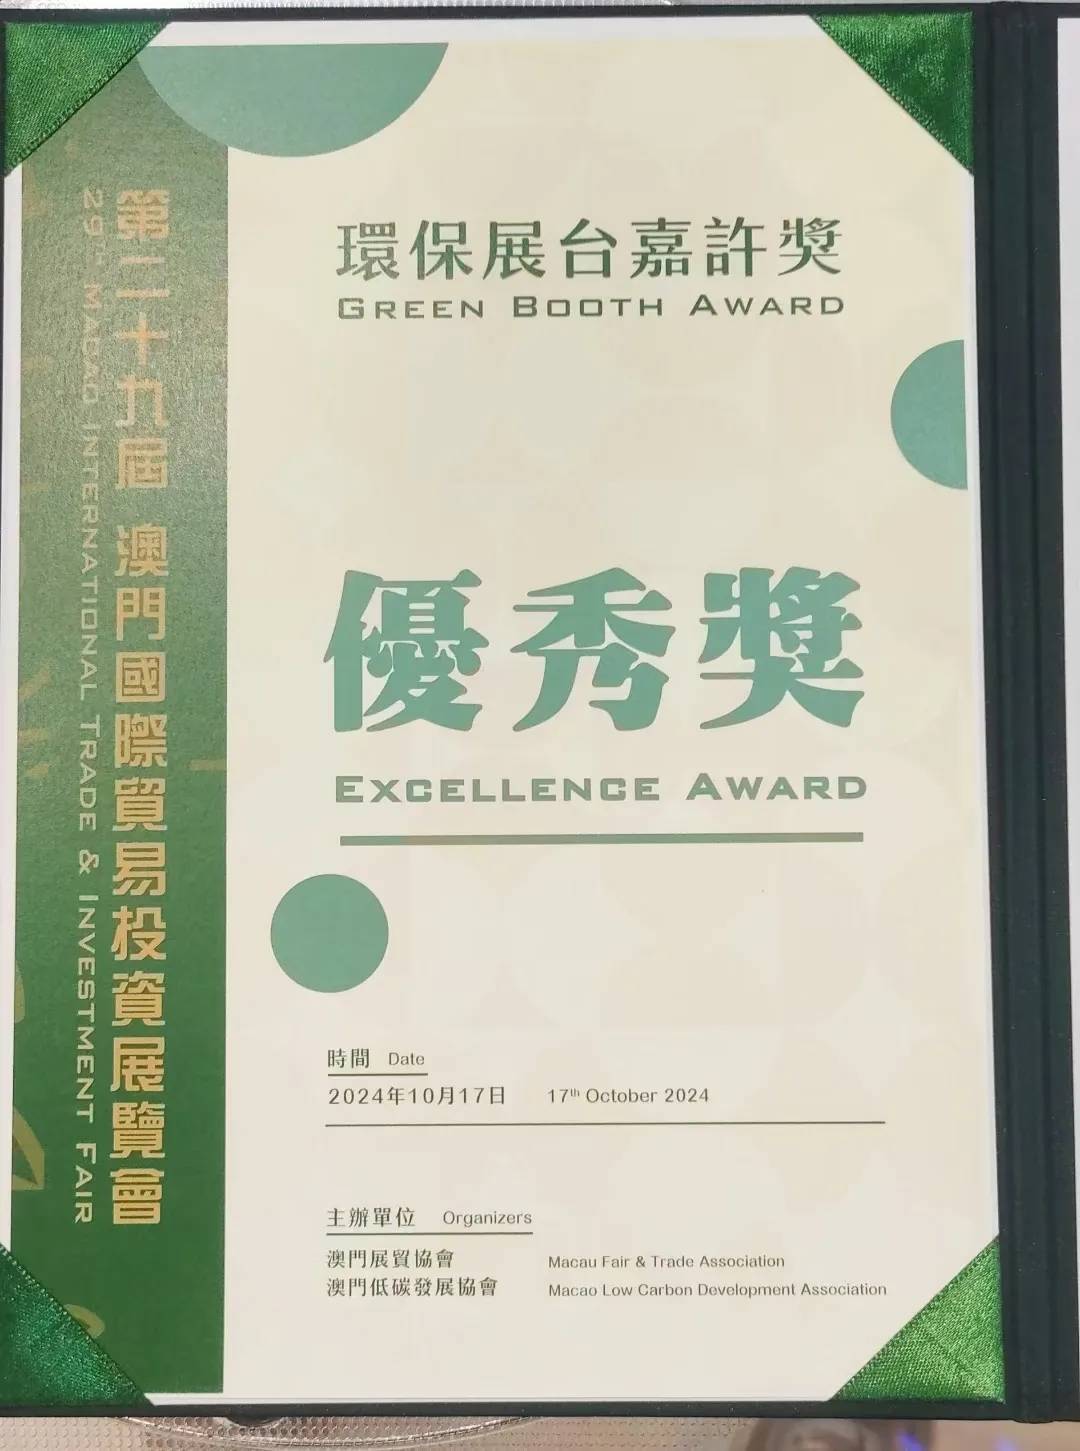 第二十九屆 澳門國際貿易投資展覽會
29TH MACAO INTERNATIONAL TRADE & INVESTMENT FAIR
環保展台嘉許獎
GREEN BOOTH AWARD
優秀獎
EXCELLENCE AWARD
時間 Date
2024年10月17日 17th October 2024
主辦單位 Organizers
澳門展貿協會 Macau Fair & Trade Association
澳門低碳發展協會 Macao Low Carbon Development Association